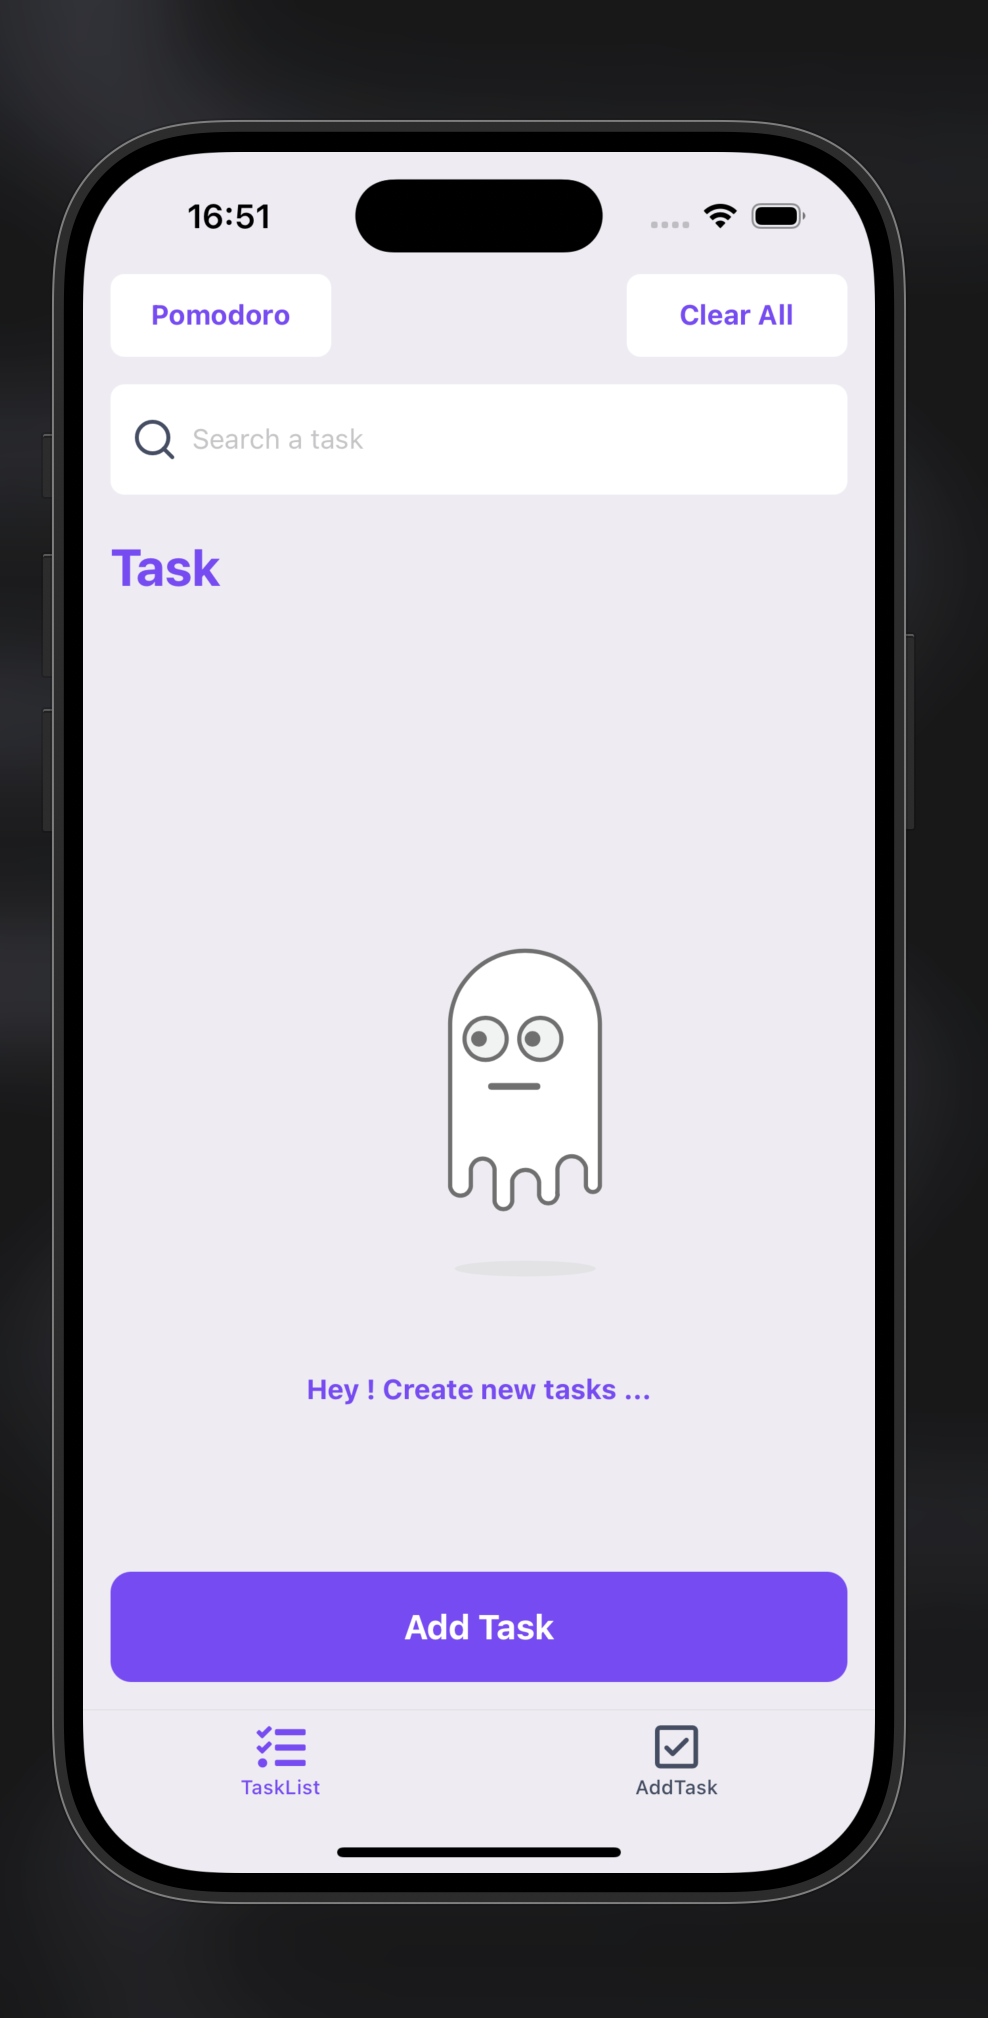 16:51
Pomodoro
Clear All
Search a task
Task
Hey ! Create new tasks ...
Add Task
TaskList
AddTask